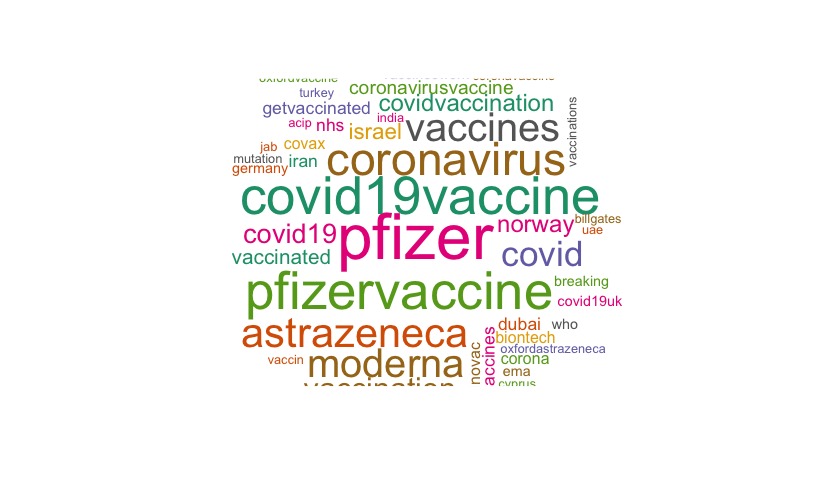 oxfordvaccine
coronavirusvaccine
turkey
getvaccinated covidvaccination
acip nhs israel india vaccines
vaccinations
jab covax
mutation iran coronavirus
germany
covid19vaccine
covid19 pfizer norway billgates
uae
vaccinated covid
pfizervaccine breaking
covid19uk
astrazeneca dubai who
biontech
oxfordastrazeneca
vaccin moderna novac accines corona
ema
vaccination cyprus